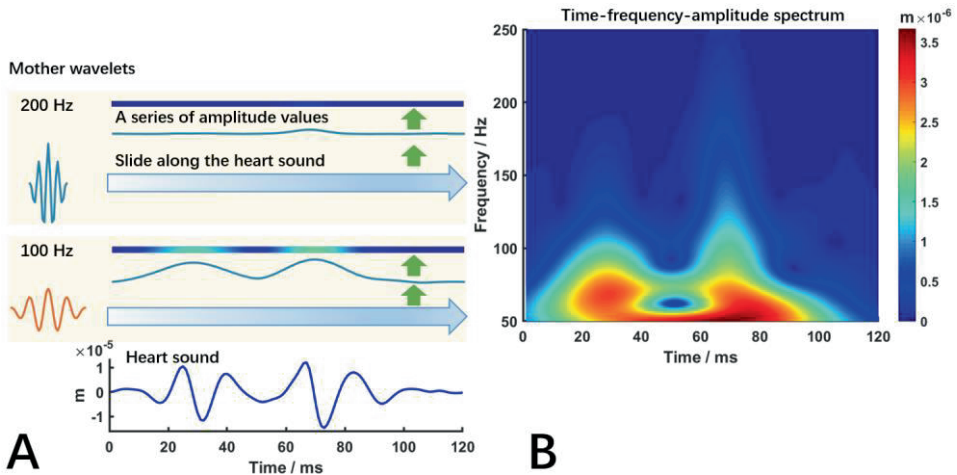 Mother wavelets
200 Hz
A series of amplitude values
Slide along the heart sound
100 Hz
×10⁻⁵
Heart sound
1
0
-1
m
0 20 40 60 80 100 120
Time / ms
A
B
Time-frequency-amplitude spectrum
m×10⁻⁶
250
200
150
100
50
Frequency / Hz
0 20 40 60 80 100 120
Time / ms
3.5
3
2.5
2
1.5
1
0.5
0